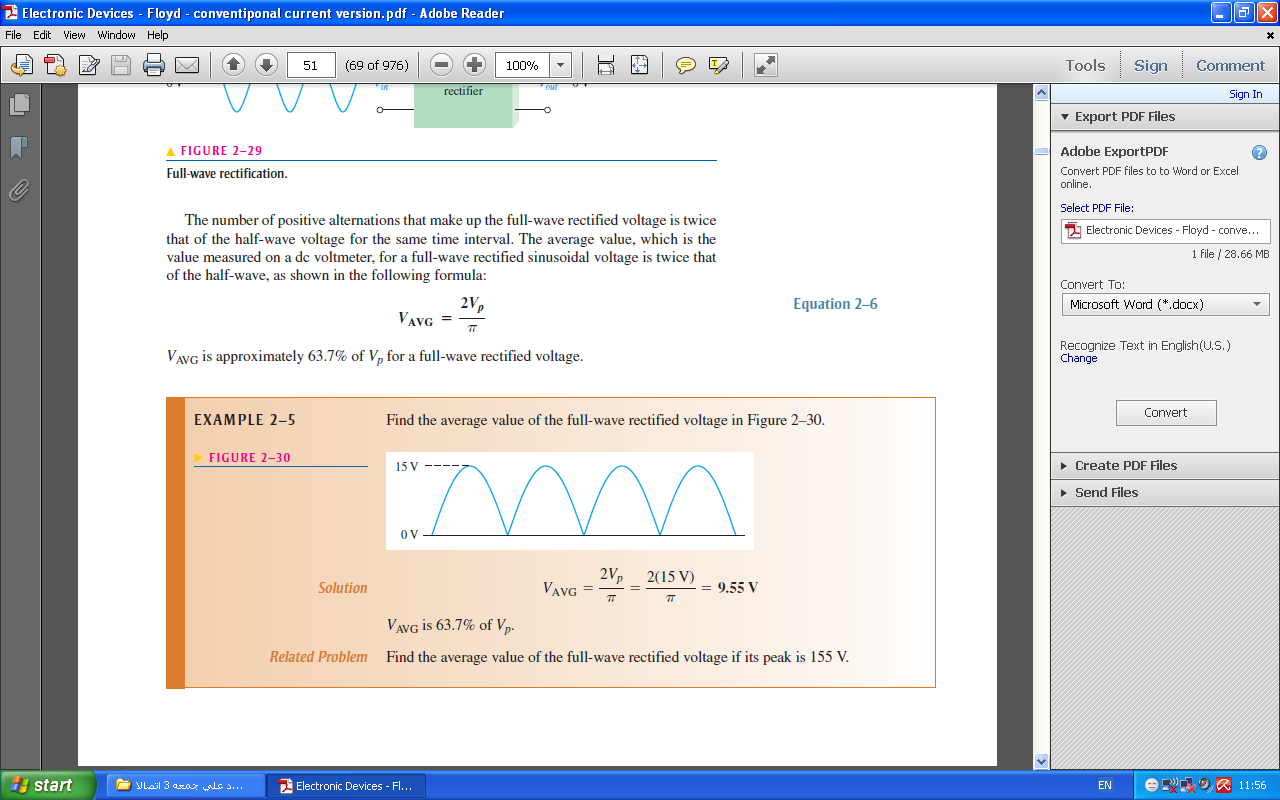 Electronic Devices - Floyd - conventiponal current version.pdf - Adobe Reader
File Edit View Window Help
51 (69 of 976) 100% Tools Sign Comment
V_in rectifier V_out 0 V
FIGURE 2–29
Full-wave rectification.
The number of positive alternations that make up the full-wave rectified voltage is twice
that of the half-wave voltage for the same time interval. The average value, which is the
value measured on a dc voltmeter, for a full-wave rectified sinusoidal voltage is twice that
of the half-wave, as shown in the following formula:
V_AVG = 2V_p / π Equation 2–6
V_AVG is approximately 63.7% of V_p for a full-wave rectified voltage.
EXAMPLE 2–5 Find the average value of the full-wave rectified voltage in Figure 2–30.
FIGURE 2–30
15 V
0 V
Solution V_AVG = 2V_p / π = 2(15 V) / π = 9.55 V
V_AVG is 63.7% of V_p.
Related Problem Find the average value of the full-wave rectified voltage if its peak is 155 V.
Sign In
Export PDF Files
Adobe ExportPDF
Convert PDF files to to Word or Excel
online.
Select PDF File:
Electronic Devices - Floyd - conve...
1 file / 28.66 MB
Convert To:
Microsoft Word (*.docx)
Recognize Text in English(U.S.)
Change
Convert
Create PDF Files
Send Files
start
د علي جمعه 3 اتصالا...
Electronic Devices - Fl...
EN
11:56